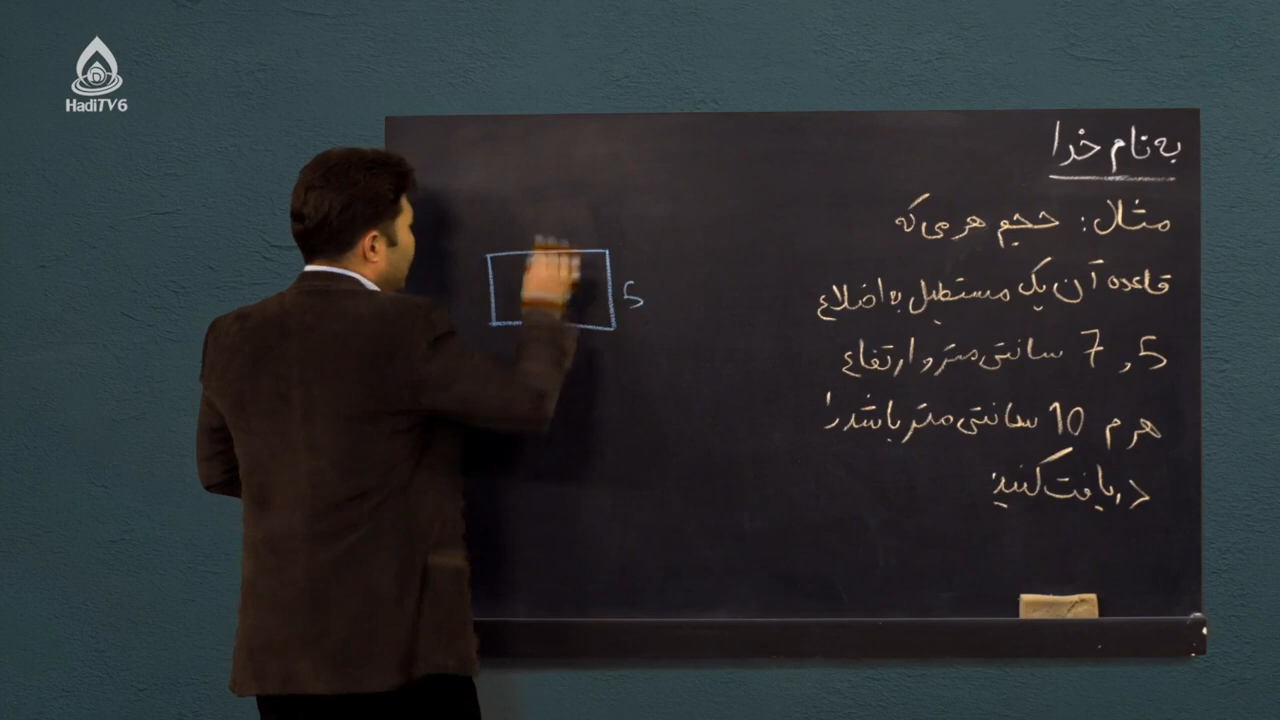 HadiTV6
به نام خدا
مثال: حجم هرمی که
قاعده آن یک مستطیل به اضلاع
5 , 7 سانتی متر و ارتفاع
هرم 10 سانتی متر باشد را
دریافت کنید
5